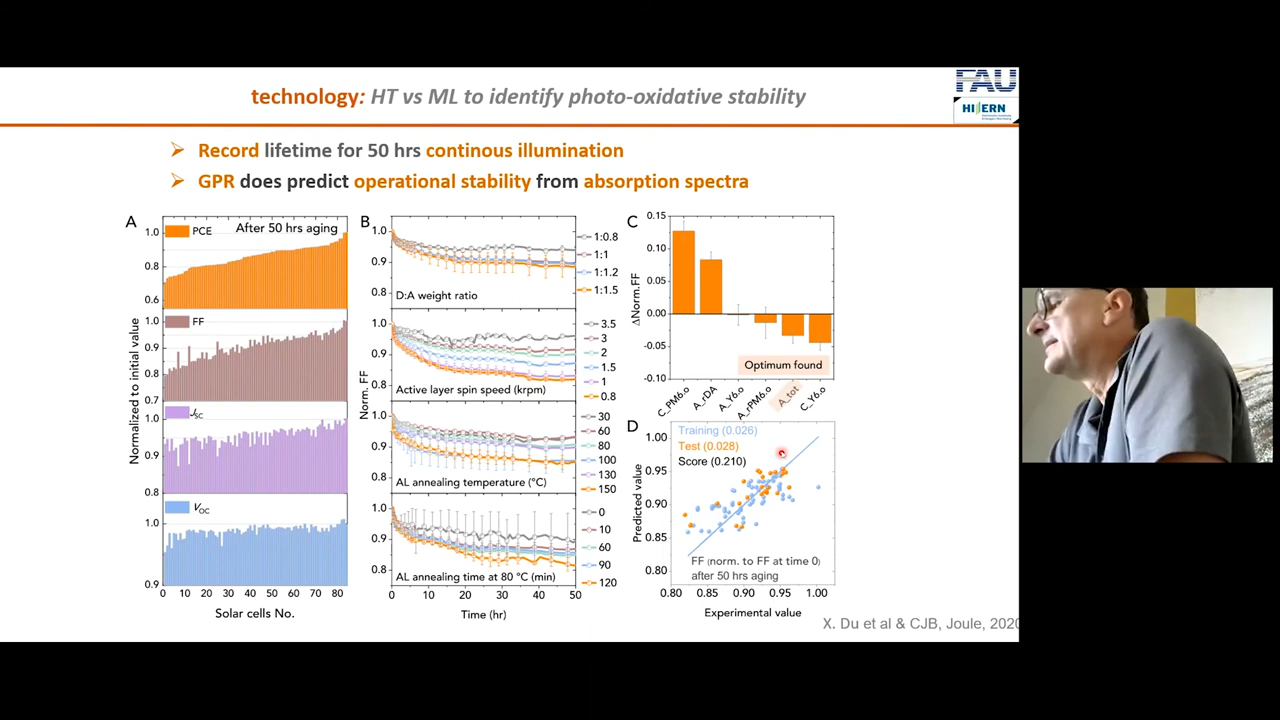 technology: HT vs ML to identify photo-oxidative stability
FAU
HI ERN
Record lifetime for 50 hrs continous illumination
GPR does predict operational stability from absorption spectra
A
PCE
After 50 hrs aging
1.0
0.8
0.6
FF
1.0
0.9
0.8
0.7
JSC
1.0
0.9
0.8
VOC
1.0
0.9
Normalized to initial value
0 10 20 30 40 50 60 70 80
Solar cells No.
B
1.0
0.9
0.8
D:A weight ratio
1:0.8
1:1
1:1.2
1:1.5
1.0
0.9
0.8
Active layer spin speed (krpm)
3.5
3
2
1.5
1
0.8
1.0
0.9
0.8
AL annealing temperature (°C)
30
60
80
100
130
150
1.0
0.9
0.8
AL annealing time at 80 °C (min)
0
10
60
90
120
Norm. FF
0 10 20 30 40 50
Time (hr)
C
0.15
0.10
0.05
0.00
-0.05
-0.10
ΔNorm.FF
Optimum found
C_PM6.o
A_rDA
A_Y6.o
A_rPM6.o
A_tot
C_Y6.o
D
Training (0.026)
Test (0.028)
Score (0.210)
1.00
0.95
0.90
0.85
0.80
Predicted value
FF (norm. to FF at time 0)
after 50 hrs aging
0.80 0.85 0.90 0.95 1.00
Experimental value
X. Du et al & CJB, Joule, 2020